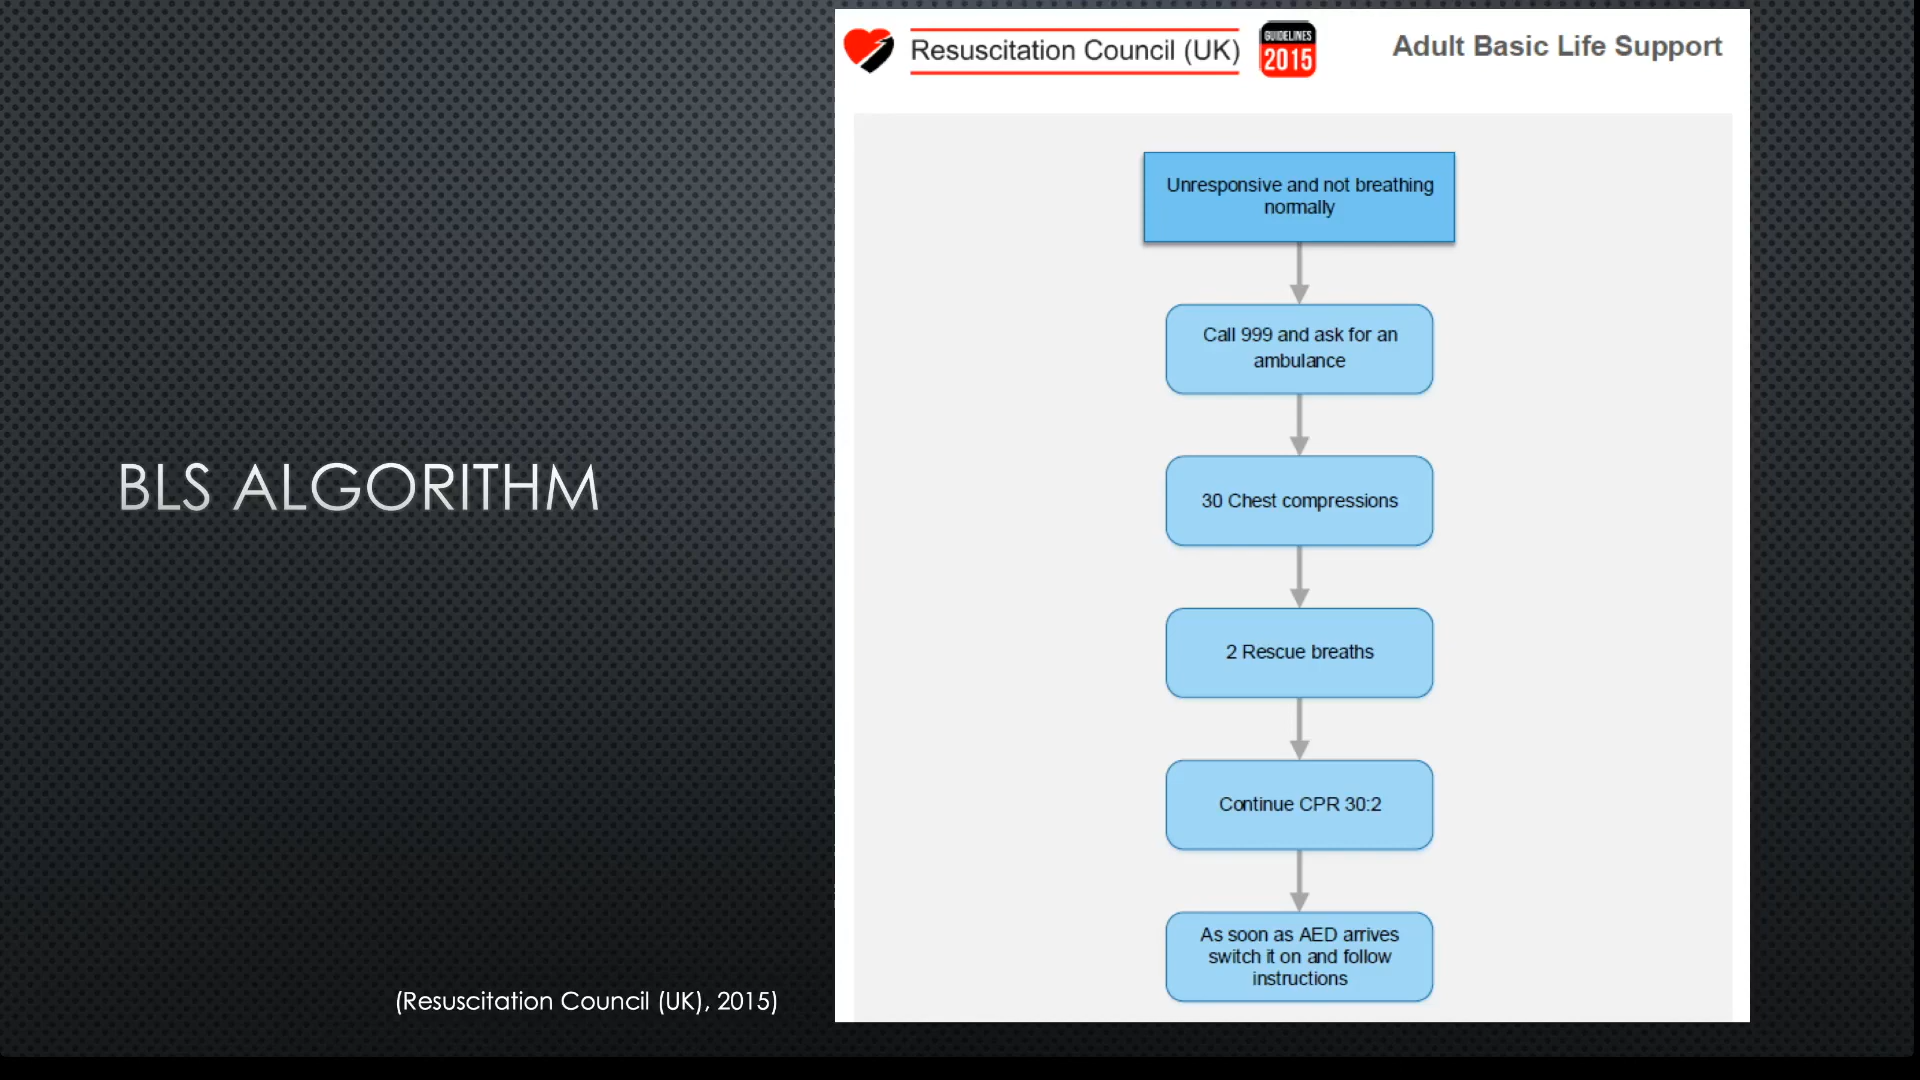 BLS ALGORITHM
(Resuscitation Council (UK), 2015)
Resuscitation Council (UK)
GUIDELINES
2015
Adult Basic Life Support
Unresponsive and not breathing
normally
Call 999 and ask for an
ambulance
30 Chest compressions
2 Rescue breaths
Continue CPR 30:2
As soon as AED arrives
switch it on and follow
instructions